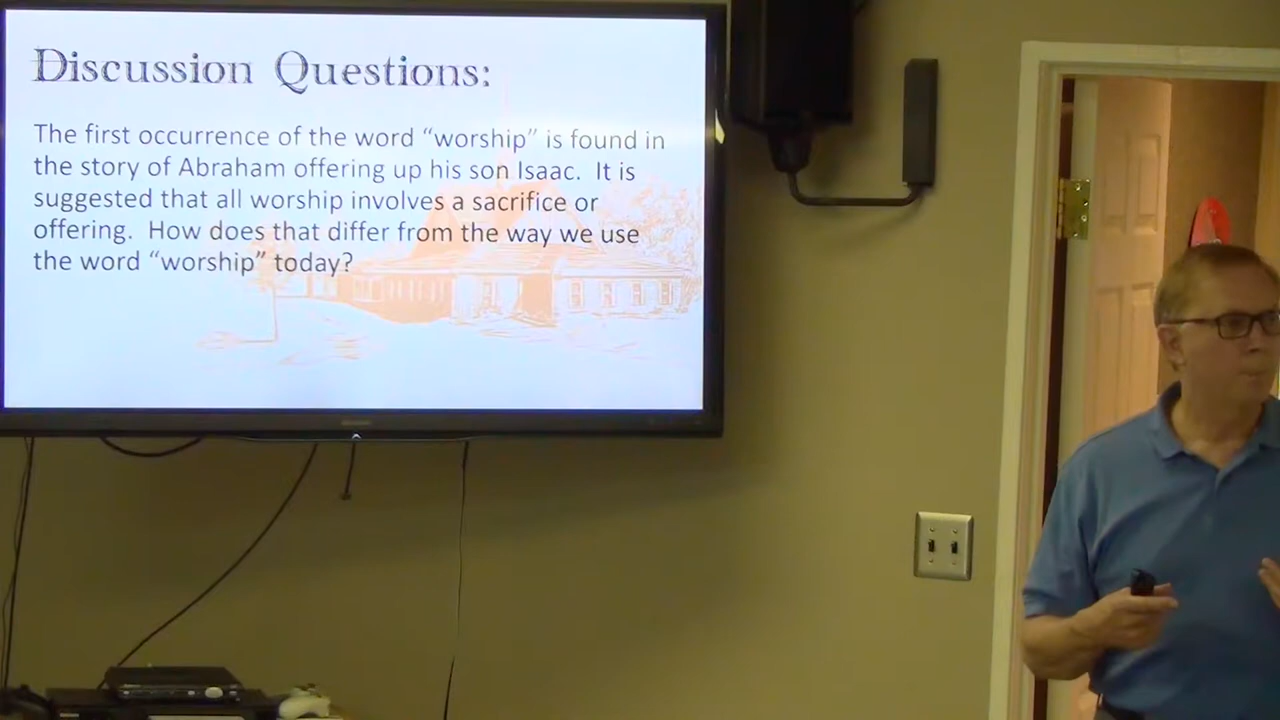 Discussion Questions:
The first occurrence of the word “worship” is found in
the story of Abraham offering up his son Isaac.  It is
suggested that all worship involves a sacrifice or
offering.  How does that differ from the way we use
the word “worship” today?